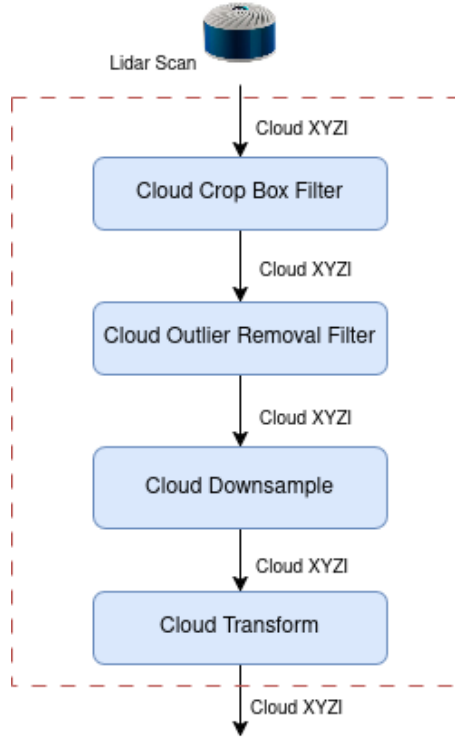 Lidar Scan
Cloud XYZI
Cloud Crop Box Filter
Cloud XYZI
Cloud Outlier Removal Filter
Cloud XYZI
Cloud Downsample
Cloud XYZI
Cloud Transform
Cloud XYZI